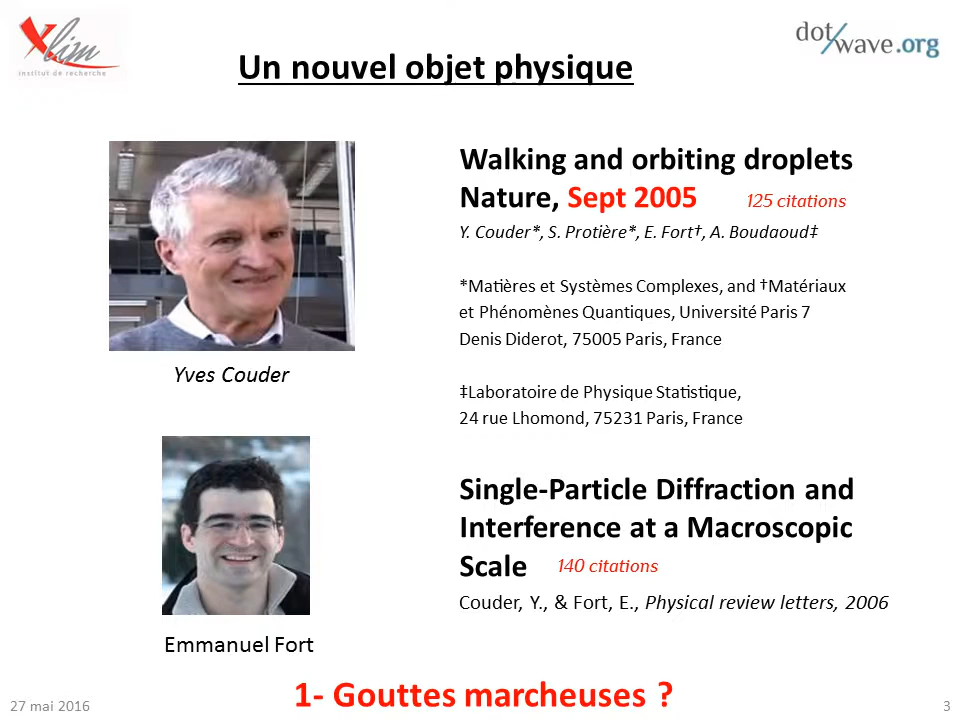 Xlim
institut de recherche
dot/wave.org
Un nouvel objet physique
Walking and orbiting droplets
Nature, Sept 2005 125 citations
Y. Couder*, S. Protière*, E. Fort†, A. Boudaoud‡
*Matières et Systèmes Complexes, and †Matériaux
et Phénomènes Quantiques, Université Paris 7
Denis Diderot, 75005 Paris, France
Yves Couder
‡Laboratoire de Physique Statistique,
24 rue Lhomond, 75231 Paris, France
Single-Particle Diffraction and
Interference at a Macroscopic
Scale 140 citations
Couder, Y., & Fort, E., Physical review letters, 2006
Emmanuel Fort
1- Gouttes marcheuses ?
27 mai 2016
3